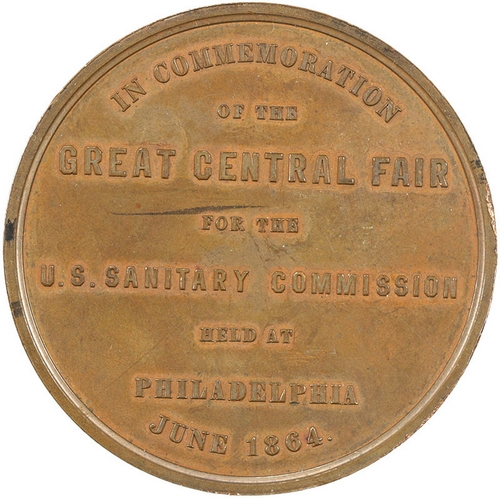 IN COMMEMORATION
OF THE
GREAT CENTRAL FAIR
FOR THE
U.S. SANITARY COMMISSION
HELD AT
PHILADELPHIA
JUNE 1864.